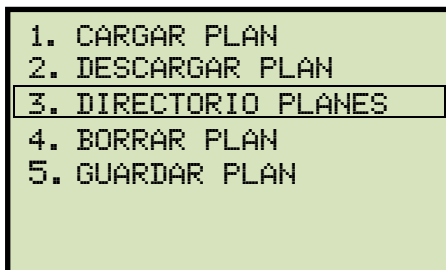 1. CARGAR PLAN
2. DESCARGAR PLAN
3. DIRECTORIO PLANES
4. BORRAR PLAN
5. GUARDAR PLAN